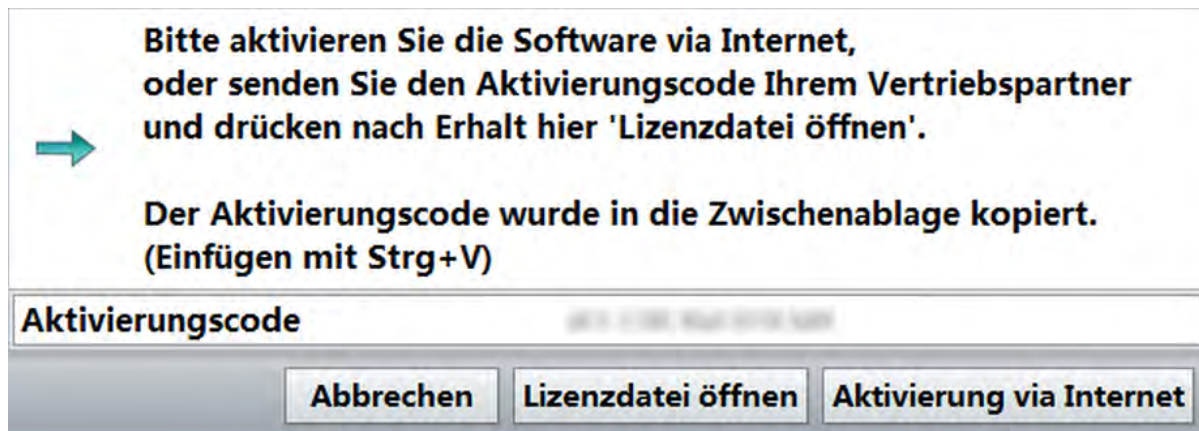 Bitte aktivieren Sie die Software via Internet,
oder senden Sie den Aktivierungscode Ihrem Vertriebspartner
und drücken nach Erhalt hier 'Lizenzdatei öffnen'.
Der Aktivierungscode wurde in die Zwischenablage kopiert.
(Einfügen mit Strg+V)
Aktivierungscode
Abbrechen Lizenzdatei öffnen Aktivierung via Internet